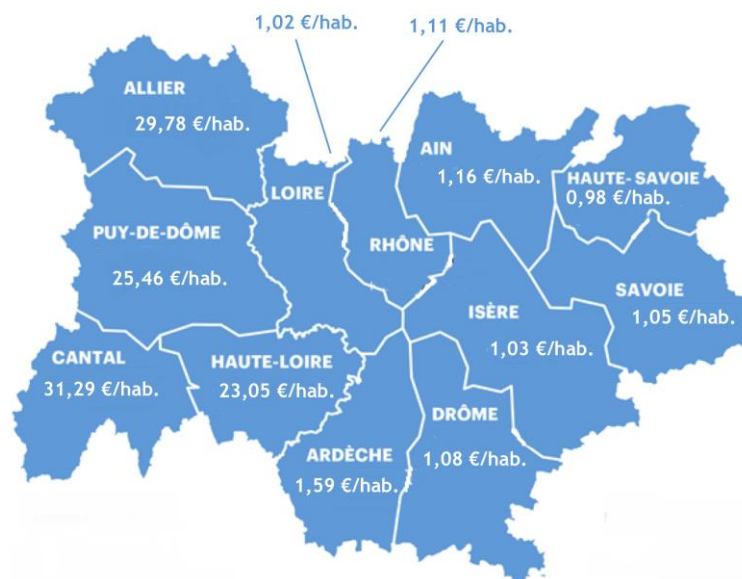 1,02 €/hab.
1,11 €/hab.
ALLIER
29,78 €/hab.
AIN
1,16 €/hab.
HAUTE-SAVOIE
0,98 €/hab.
LOIRE
PUY-DE-DÔME
25,46 €/hab.
RHÔNE
SAVOIE
1,05 €/hab.
ISÈRE
1,03 €/hab.
CANTAL
31,29 €/hab.
HAUTE-LOIRE
23,05 €/hab.
DRÔME
1,08 €/hab.
ARDÈCHE
1,59 €/hab.